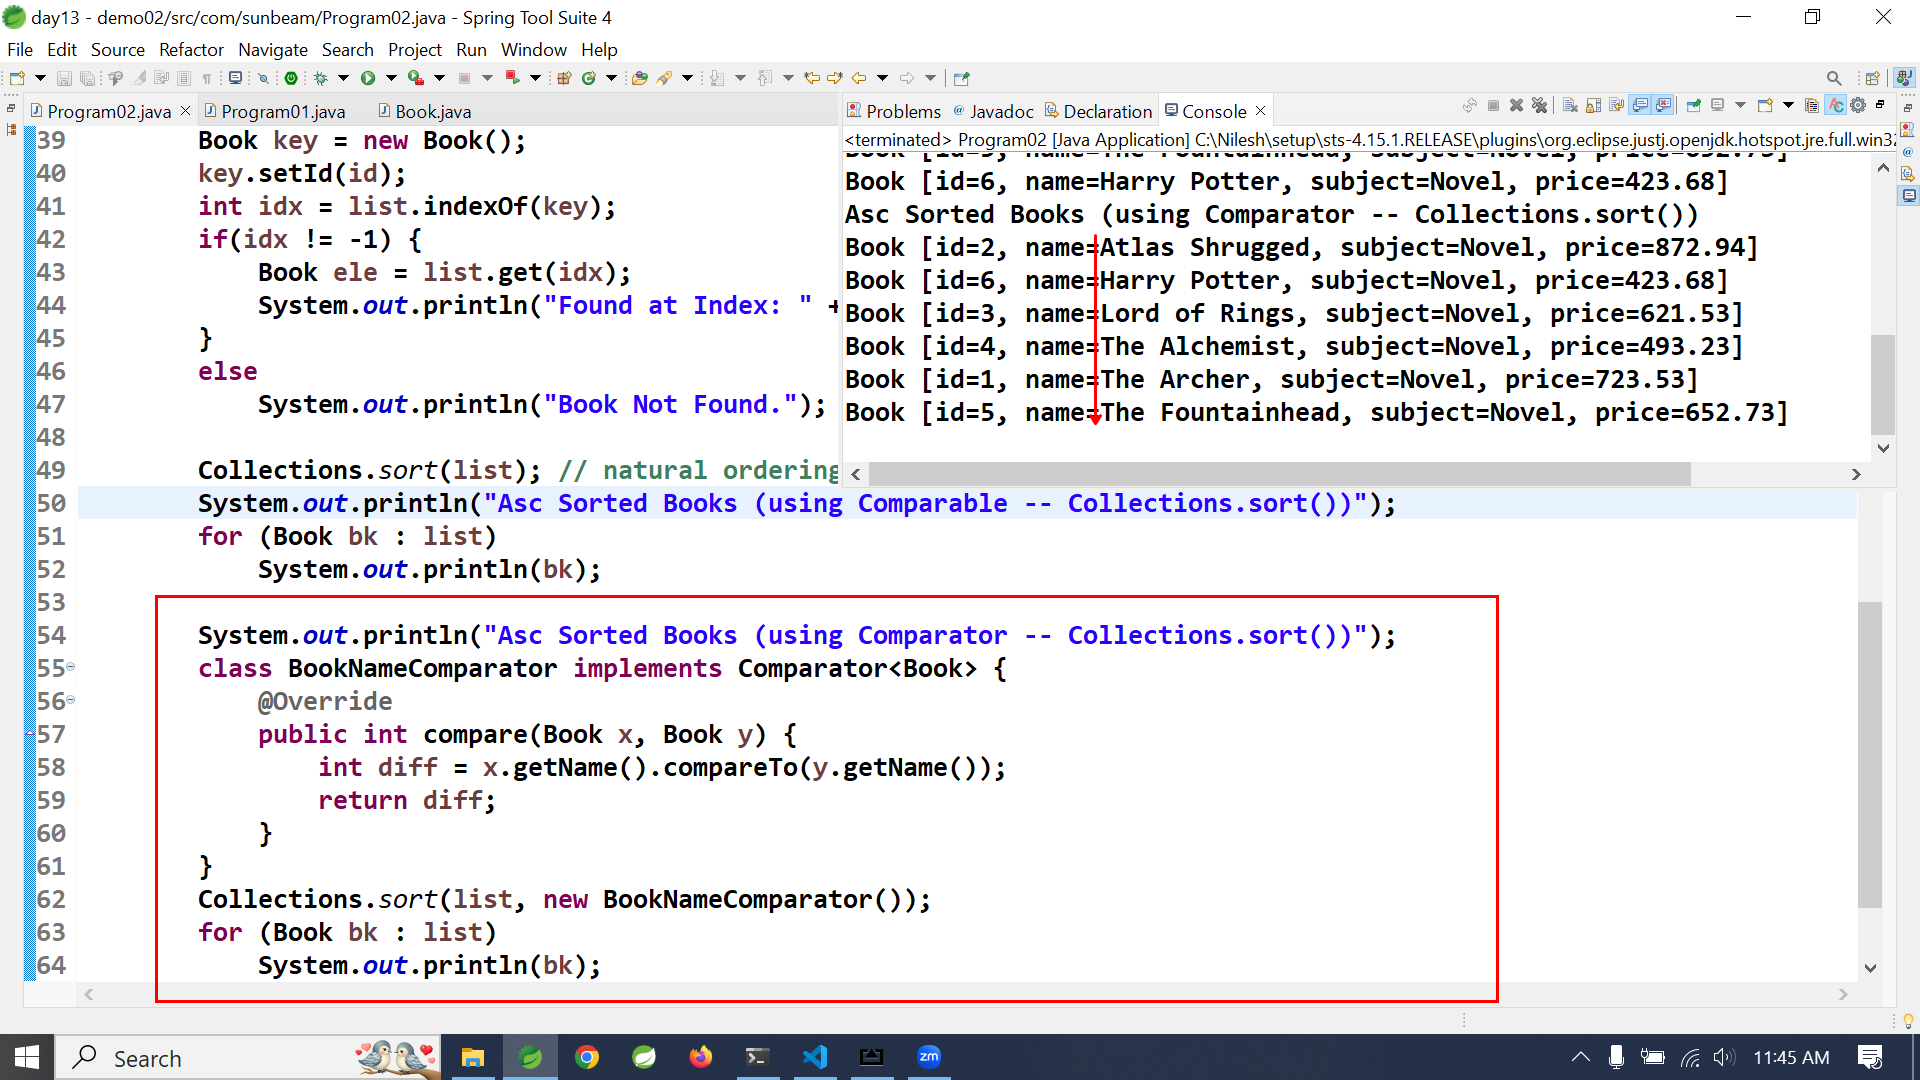 day13 - demo02/src/com/sunbeam/Program02.java - Spring Tool Suite 4
File Edit Source Refactor Navigate Search Project Run Window Help
Program02.java Program01.java Book.java
39 Book key = new Book();
40 key.setId(id);
41 int idx = list.indexOf(key);
42 if(idx != -1) {
43 Book ele = list.get(idx);
44 System.out.println("Found at Index: " +
45 }
46 else
47 System.out.println("Book Not Found.");
48
49 Collections.sort(list); // natural ordering
50 System.out.println("Asc Sorted Books (using Comparable -- Collections.sort())");
51 for (Book bk : list)
52 System.out.println(bk);
53
54 System.out.println("Asc Sorted Books (using Comparator -- Collections.sort())");
55 class BookNameComparator implements Comparator<Book> {
56 @Override
57 public int compare(Book x, Book y) {
58 int diff = x.getName().compareTo(y.getName());
59 return diff;
60 }
61 }
62 Collections.sort(list, new BookNameComparator());
63 for (Book bk : list)
64 System.out.println(bk);
Problems Javadoc Declaration Console
<terminated> Program02 [Java Application] C:\Nilesh\setup\sts-4.15.1.RELEASE\plugins\org.eclipse.justj.openjdk.hotspot.jre.full.win32
Book [id=5, name=The Fountainhead, subject=Novel, price=652.73]
Book [id=6, name=Harry Potter, subject=Novel, price=423.68]
Asc Sorted Books (using Comparator -- Collections.sort())
Book [id=2, name=Atlas Shrugged, subject=Novel, price=872.94]
Book [id=6, name=Harry Potter, subject=Novel, price=423.68]
Book [id=3, name=Lord of Rings, subject=Novel, price=621.53]
Book [id=4, name=The Alchemist, subject=Novel, price=493.23]
Book [id=1, name=The Archer, subject=Novel, price=723.53]
Book [id=5, name=The Fountainhead, subject=Novel, price=652.73]
Search
zm
11:45 AM